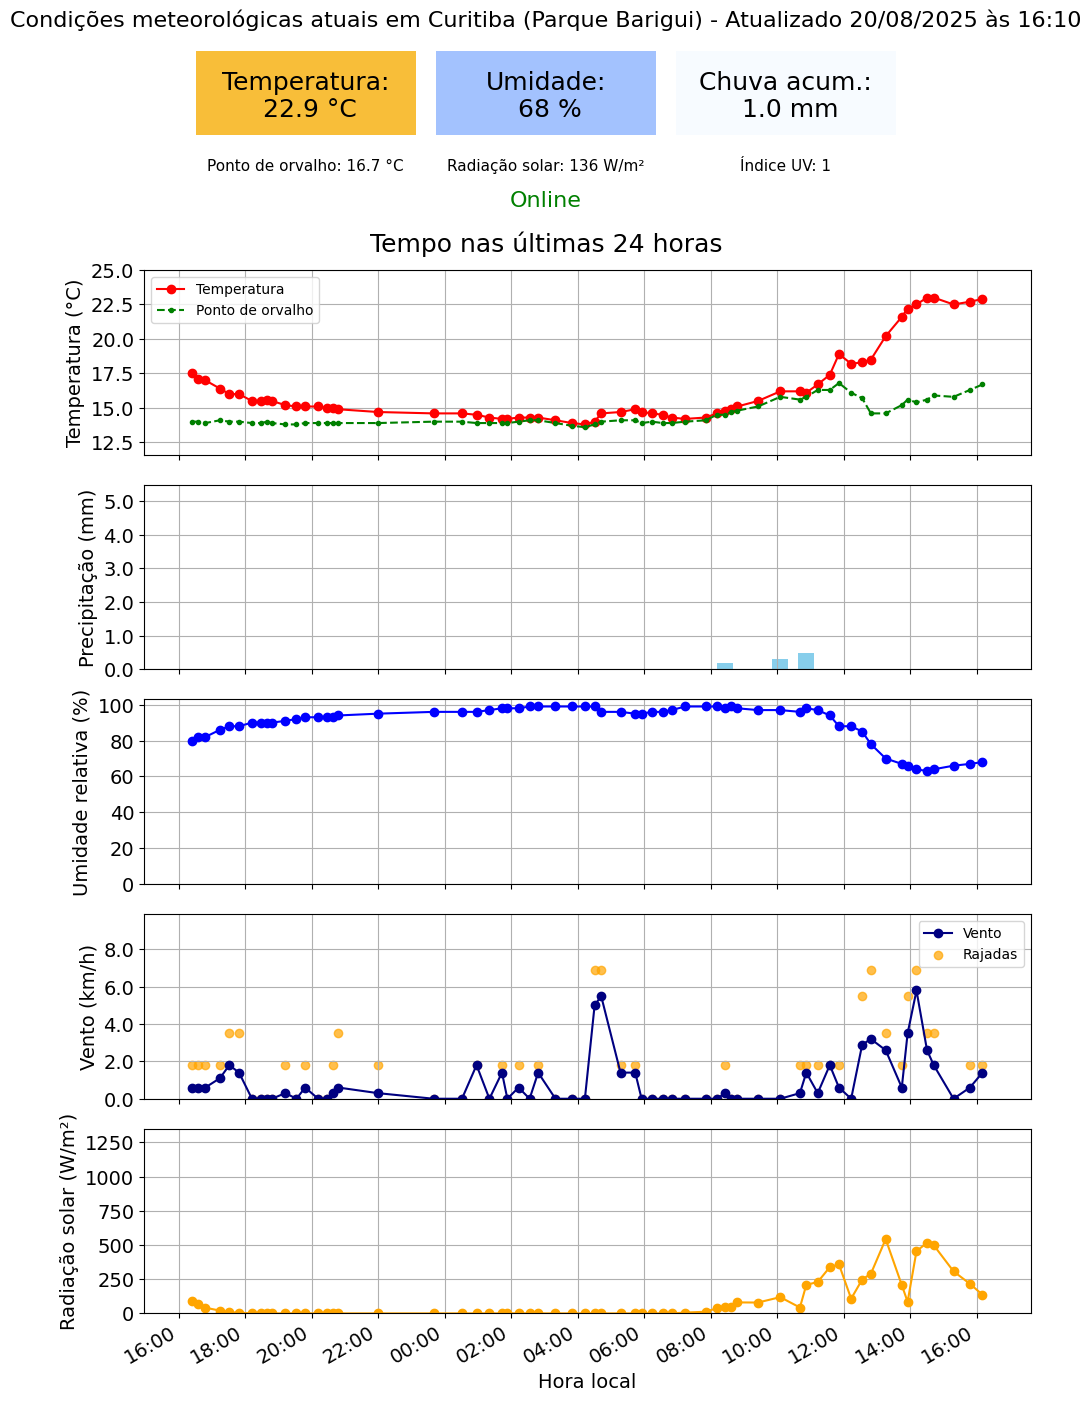 Condições meteorológicas atuais em Curitiba (Parque Barigui) - Atualizado 20/08/2025 às 16:10
Temperatura:
22.9 °C
Umidade:
68 %
Chuva acum.:
1.0 mm
Ponto de orvalho: 16.7 °C
Radiação solar: 136 W/m²
Índice UV: 1
Online
Tempo nas últimas 24 horas
Temperatura (°C)
25.0
22.5
20.0
17.5
15.0
12.5
Temperatura
Ponto de orvalho
Precipitação (mm)
5.0
4.0
3.0
2.0
1.0
0.0
Umidade relativa (%)
100
80
60
40
20
0
Vento (km/h)
8.0
6.0
4.0
2.0
0.0
Vento
Rajadas
Radiação solar (W/m²)
1250
1000
750
500
250
0
16:00
18:00
20:00
22:00
00:00
02:00
04:00
06:00
08:00
10:00
12:00
14:00
16:00
Hora local